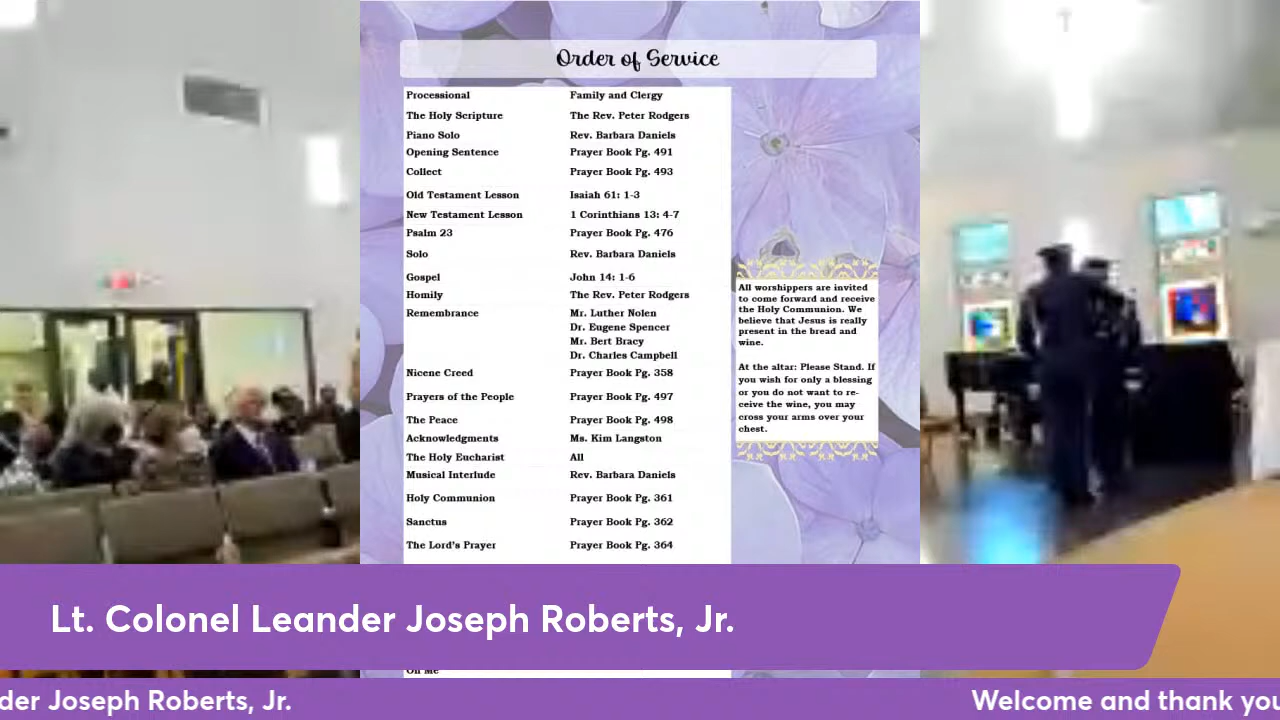 Order of Service
Processional Family and Clergy
The Holy Scripture The Rev. Peter Rodgers
Piano Solo Rev. Barbara Daniels
Opening Sentence Prayer Book Pg. 491
Collect Prayer Book Pg. 493
Old Testament Lesson Isaiah 61: 1-3
New Testament Lesson 1 Corinthians 13: 4-7
Psalm 23 Prayer Book Pg. 476
Solo Rev. Barbara Daniels
Gospel John 14: 1-6
Homily The Rev. Peter Rodgers
Remembrance Mr. Luther Nolen
Dr. Eugene Spencer
Mr. Bert Bracy
Dr. Charles Campbell
Nicene Creed Prayer Book Pg. 358
Prayers of the People Prayer Book Pg. 497
The Peace Prayer Book Pg. 498
Acknowledgments Ms. Kim Langston
The Holy Eucharist All
Musical Interlude Rev. Barbara Daniels
Holy Communion Prayer Book Pg. 361
Sanctus Prayer Book Pg. 362
The Lord's Prayer Prayer Book Pg. 364
All worshippers are invited
to come forward and receive
the Holy Communion. We
believe that Jesus is really
present in the bread and
wine.
At the altar: Please Stand. If
you wish for only a blessing
or you do not want to re-
ceive the wine, you may
cross your arms over your
chest.
Lt. Colonel Leander Joseph Roberts, Jr.
On Me
der Joseph Roberts, Jr. Welcome and thank you